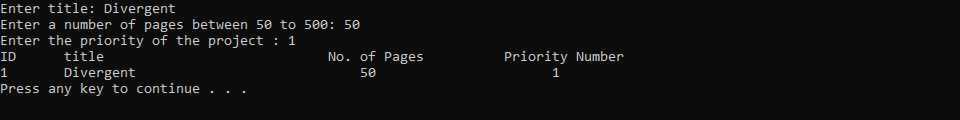 Enter title: Divergent
Enter a number of pages between 50 to 500: 50
Enter the priority of the project : 1
ID      title                            No. of Pages          Priority Number
1       Divergent                            50                      1
Press any key to continue . . .